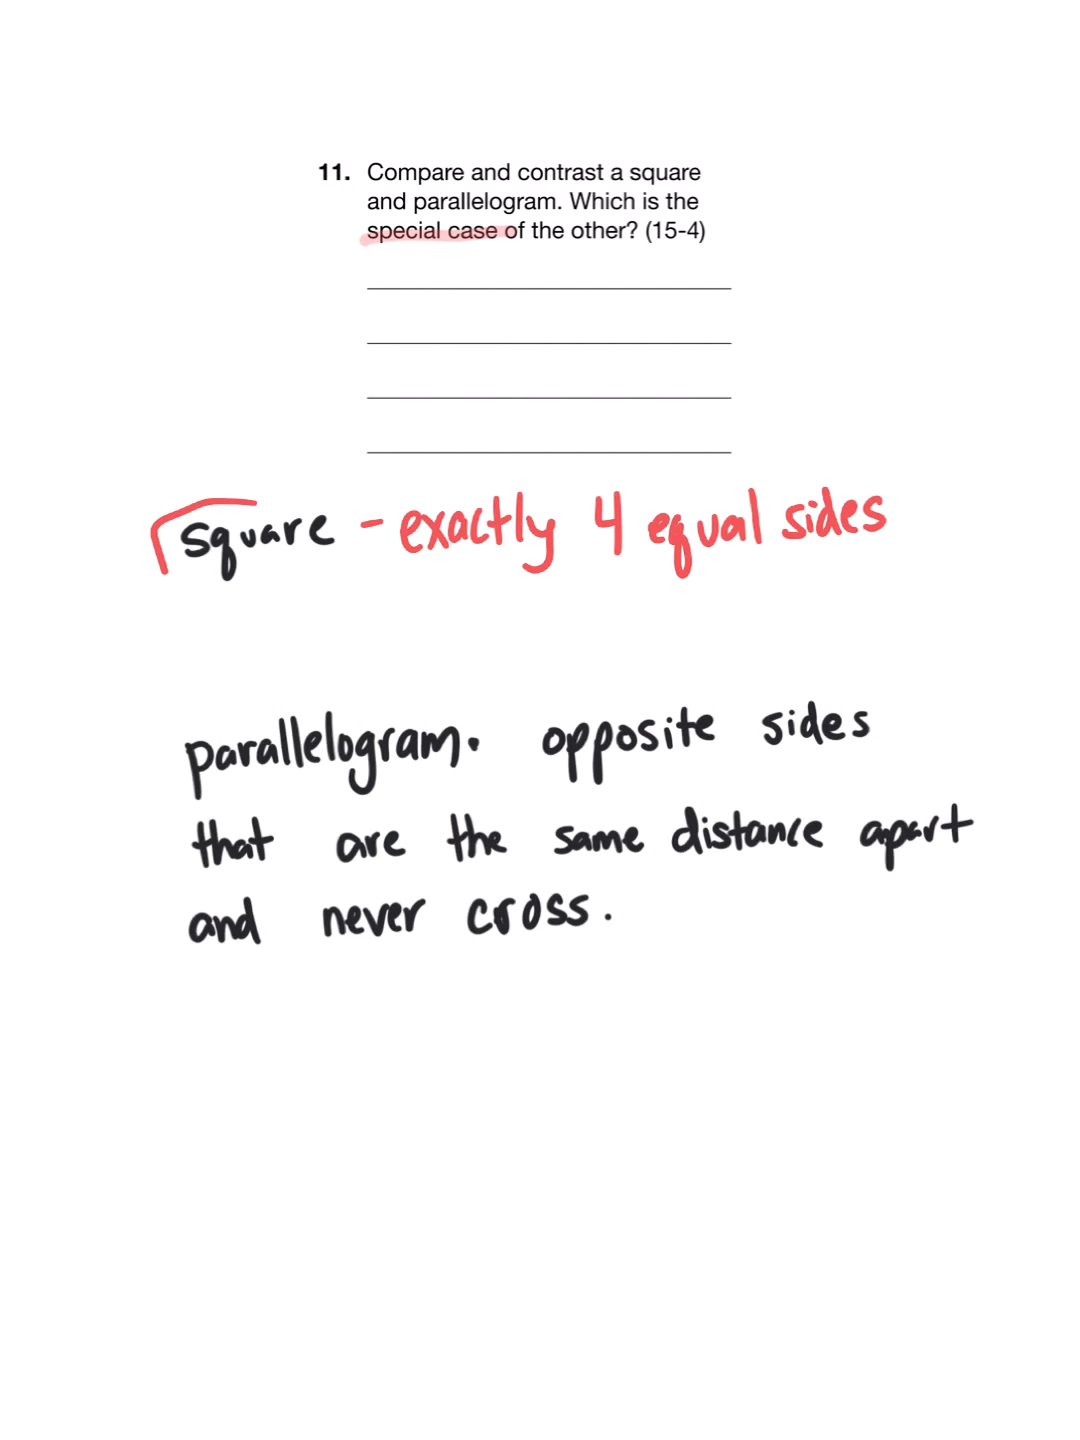 11. Compare and contrast a square
and parallelogram. Which is the
special case of the other? (15-4)
square - exactly 4 equal sides
parallelogram. opposite sides
that are the same distance apart
and never cross.